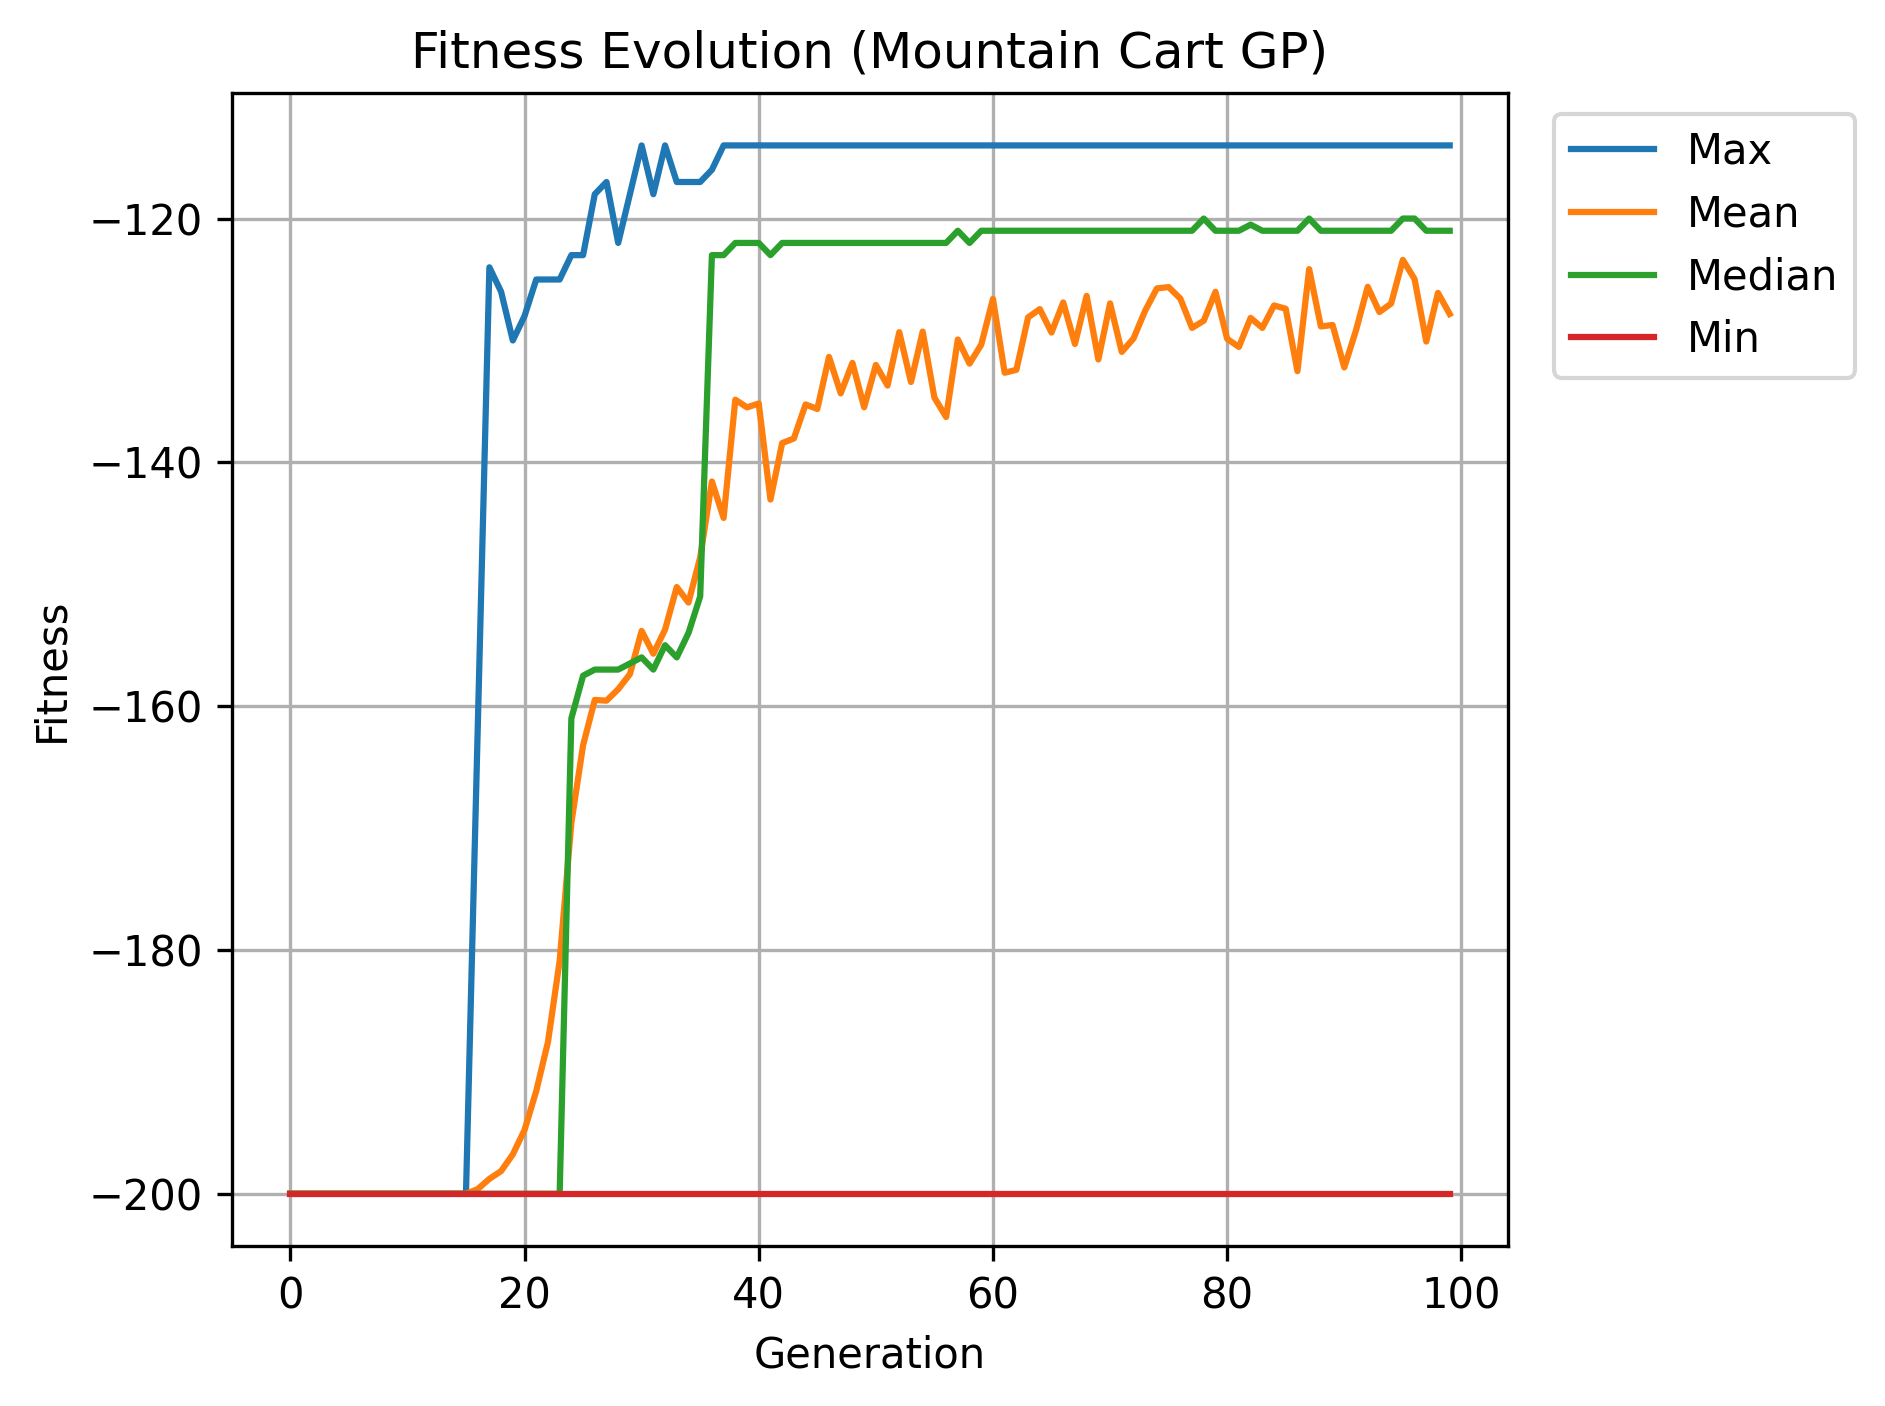 Fitness Evolution (Mountain Cart GP)
Max
Mean
Median
Min
Fitness
−120
−140
−160
−180
−200
0 20 40 60 80 100
Generation